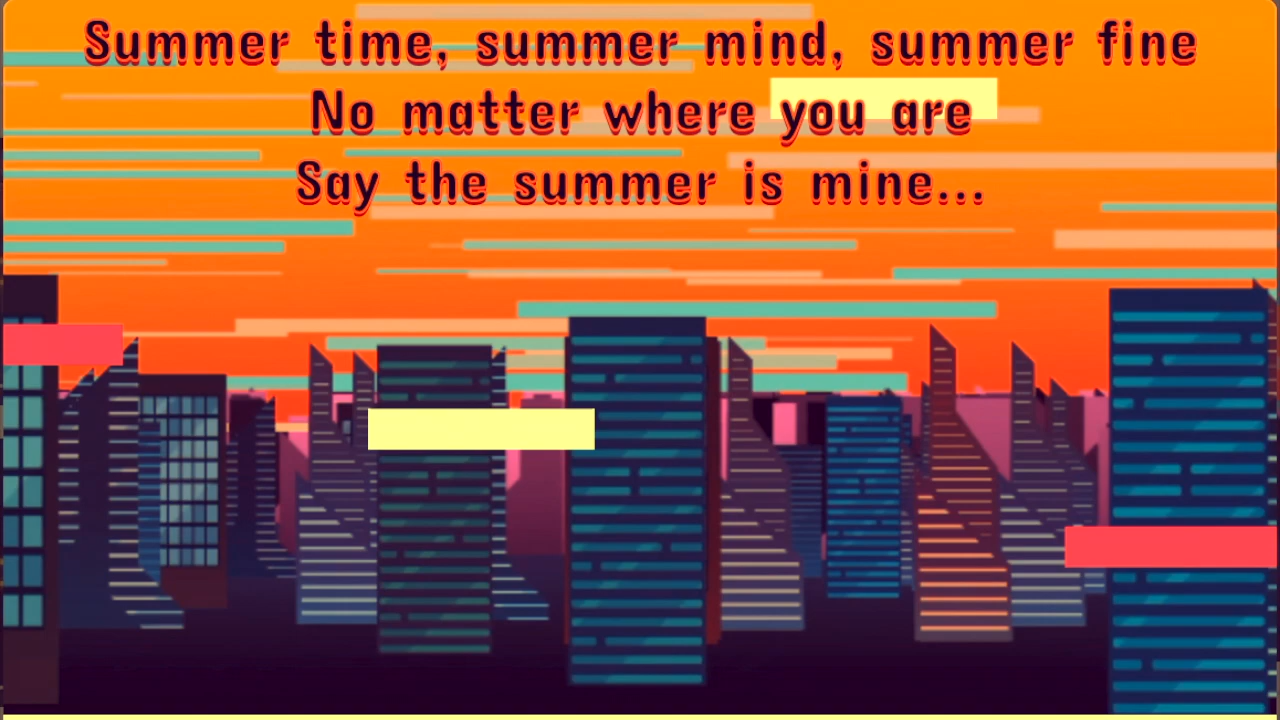 Summer time, summer mind, summer fine
No matter where you are
Say the summer is mine...